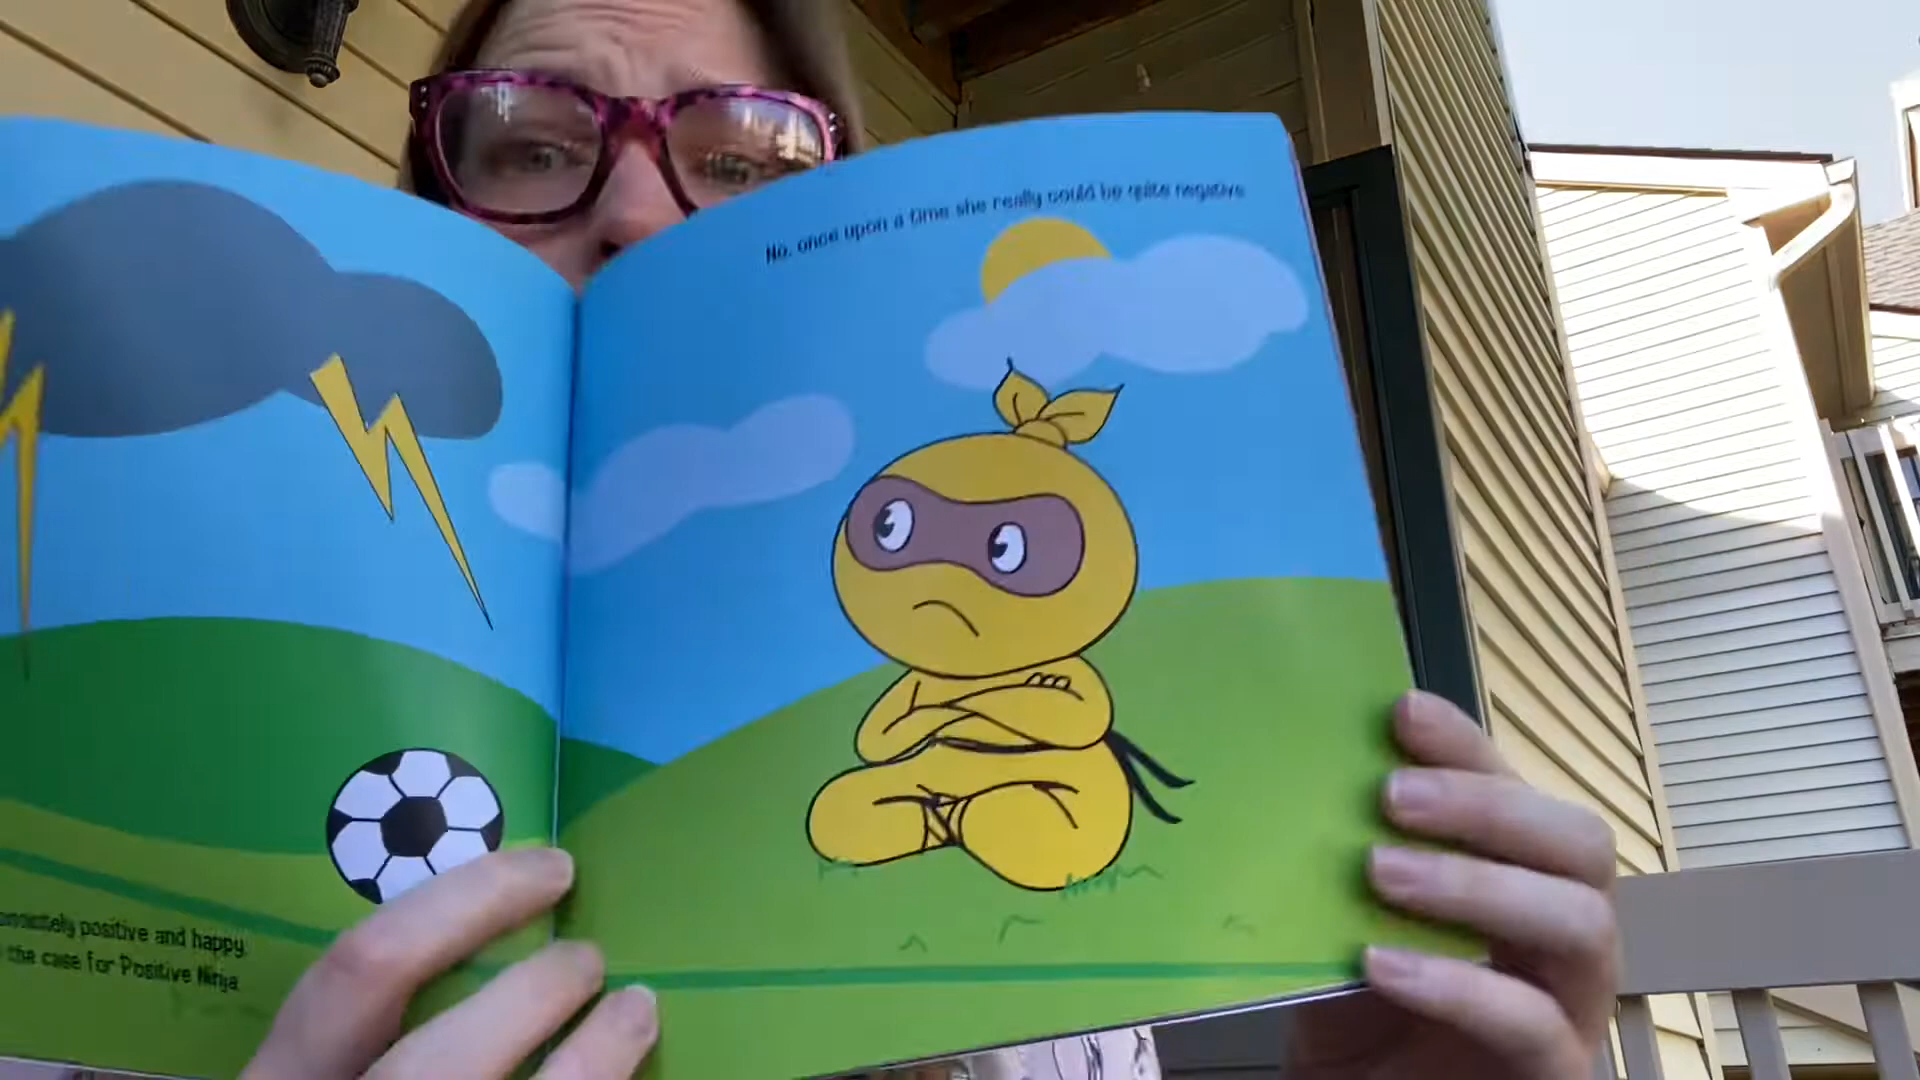 positive and happy.
the case for Positive Ninja.
No, once upon a time she really could be quite negative.